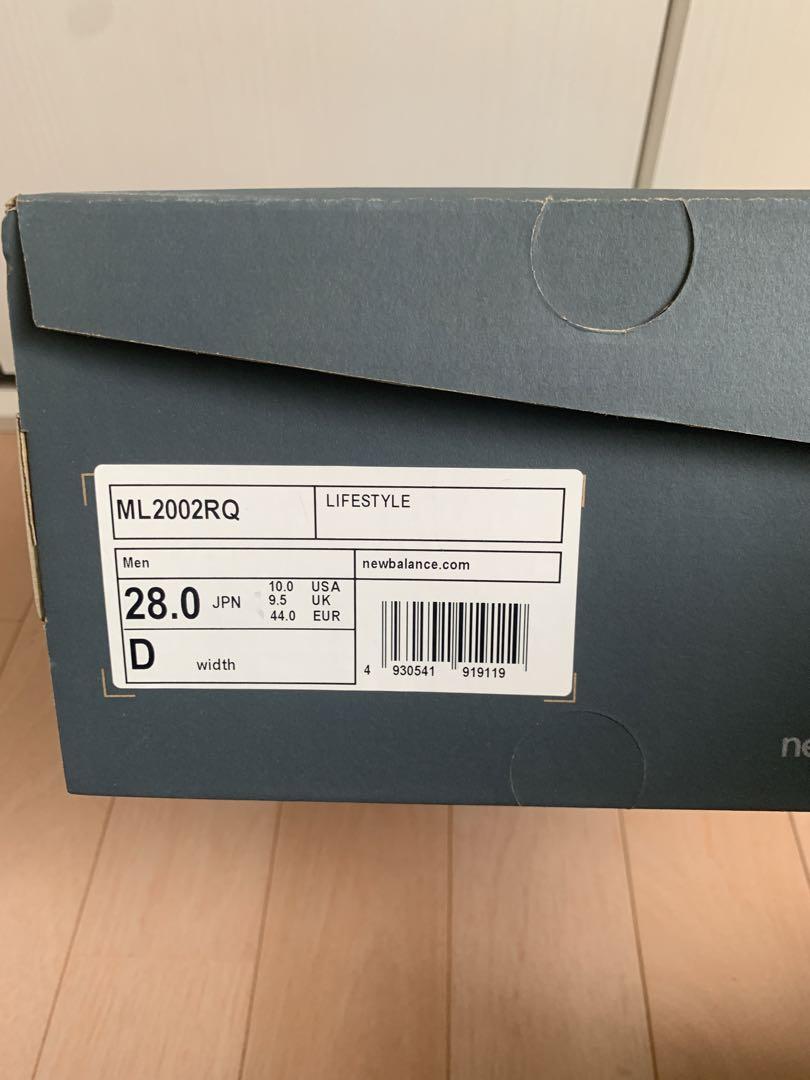 ML2002RQ
LIFESTYLE
Men
newbalance.com
28.0 JPN
10.0 USA
9.5 UK
44.0 EUR
D width
4 930541 919119
ne